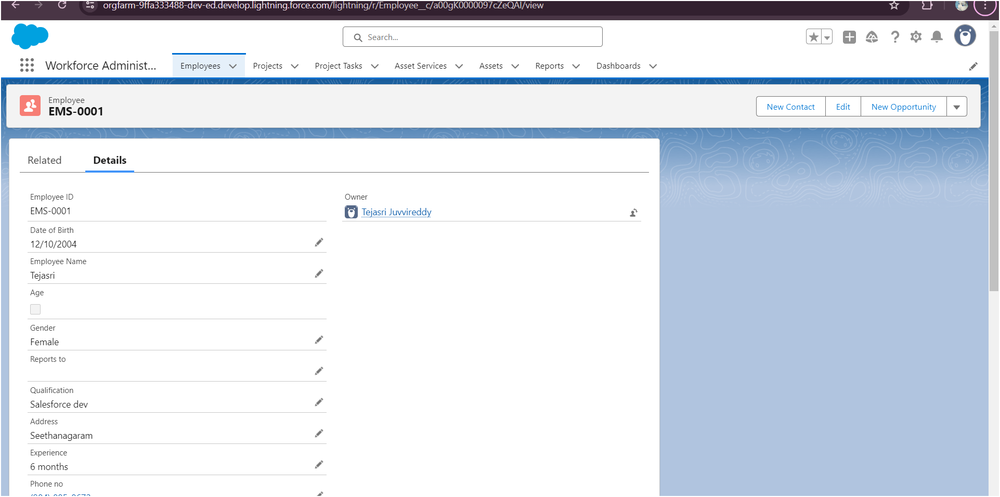 orgfarm-9ffa333488-dev-ed.develop.lightning.force.com/lightning/r/Employee__c/a00gK0000097cZeQAI/view
Search...
Workforce Administ...
Employees
Projects
Project Tasks
Asset Services
Assets
Reports
Dashboards
Employee
EMS-0001
New Contact
Edit
New Opportunity
Related
Details
Employee ID
EMS-0001
Owner
Tejasri Juvvireddy
Date of Birth
12/10/2004
Employee Name
Tejasri
Age
Gender
Female
Reports to
Qualification
Salesforce dev
Address
Seethanagaram
Experience
6 months
Phone no